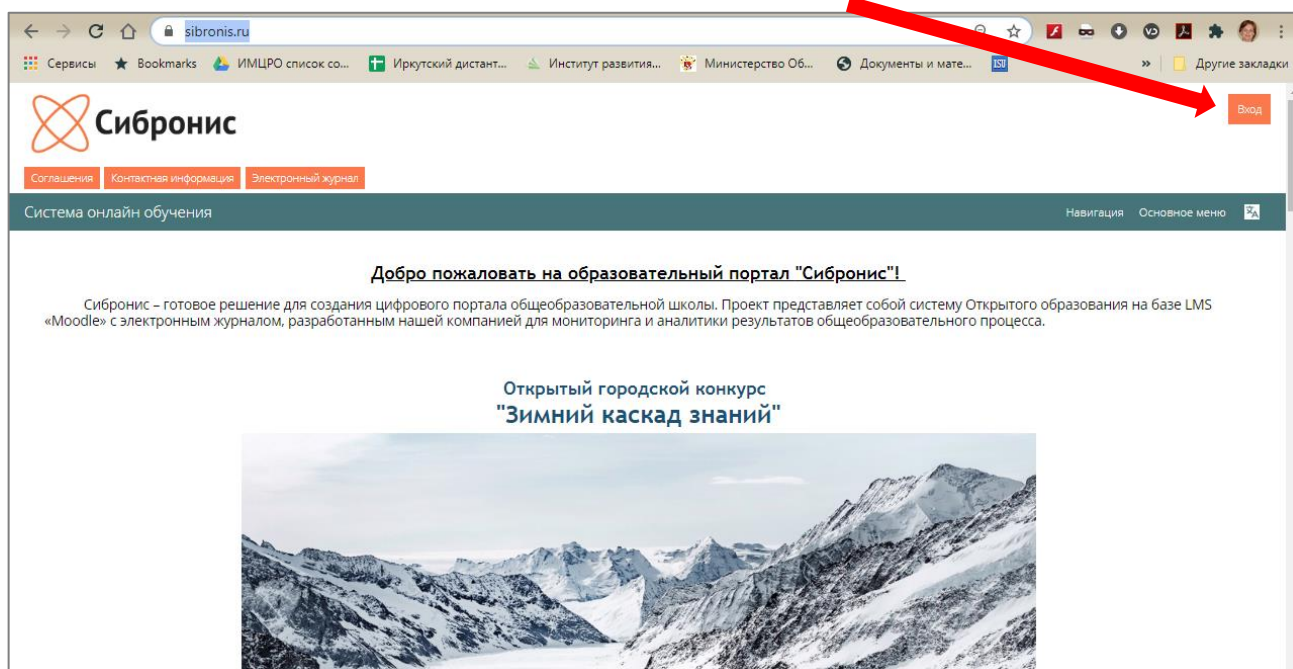 sibronis.ru
Сервисы Bookmarks ИМЦРО список со... Иркутский дистант... Институт развития... Министерство Об... Документы и мате... ISU » Другие закладки
Сибронис
Вход
Соглашения Контактная информация Электронный журнал
Система онлайн обучения Навигация Основное меню
Добро пожаловать на образовательный портал "Сибронис"!
Сибронис – готовое решение для создания цифрового портала общеобразовательной школы. Проект представляет собой систему Открытого образования на базе LMS
«Moodle» с электронным журналом, разработанным нашей компанией для мониторинга и аналитики результатов общеобразовательного процесса.
Открытый городской конкурс
"Зимний каскад знаний"